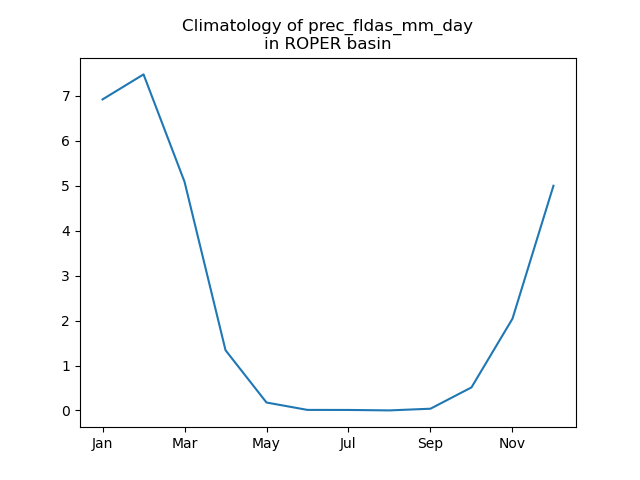 Climatology of prec_fldas_mm_day
in ROPER basin
7
6
5
4
3
2
1
0
Jan
Mar
May
Jul
Sep
Nov